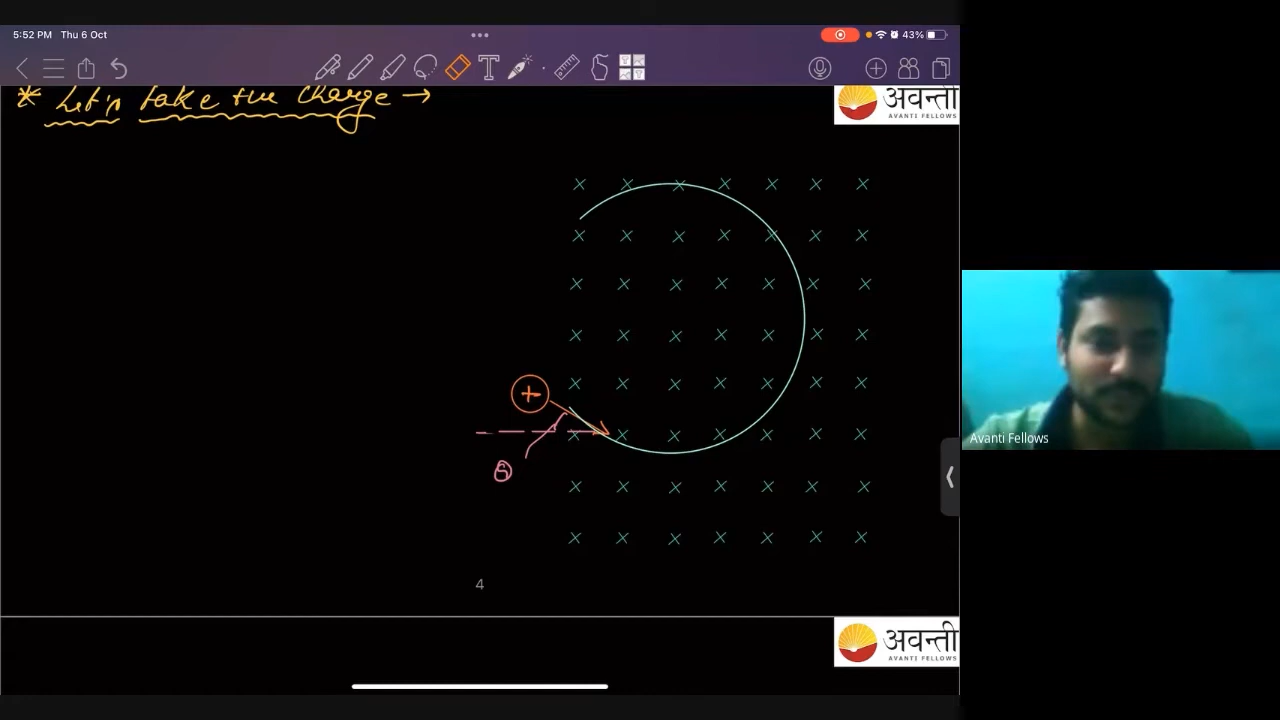 5:52 PM Thu 6 Oct
43%
* Let's take the charge →
अवन्ती
AVANTI FELLOWS
+
θ
4
Avanti Fellows
अवन्ती
AVANTI FELLOWS